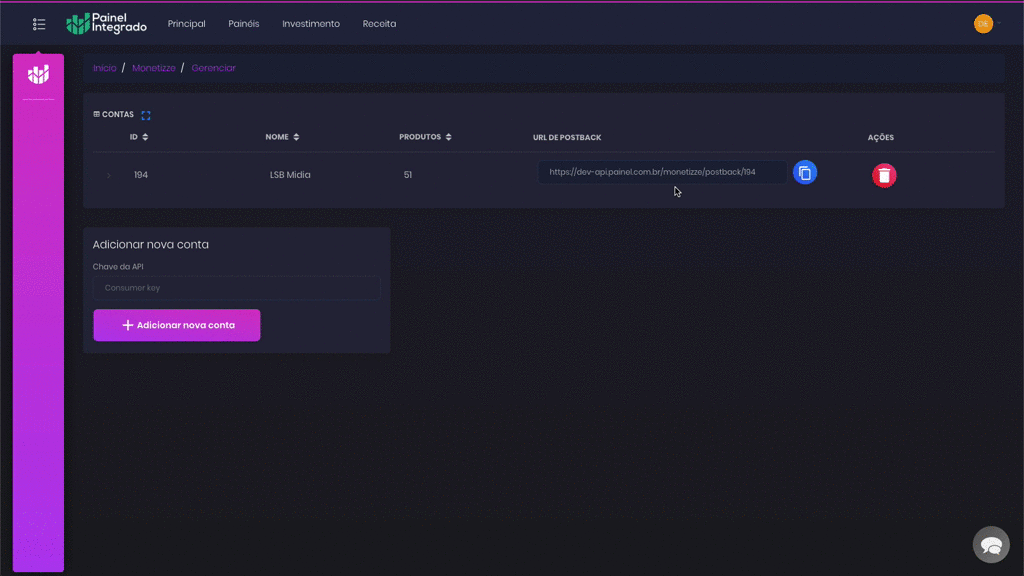 Painel
Integrado
Principal
Painéis
Investimento
Receita
DE
Início / Monetizze / Gerenciar
CONTAS
ID NOME PRODUTOS URL DE POSTBACK AÇÕES
194 LSB Midia 51 https://dev-api.painel.com.br/monetizze/postback/194
Adicionar nova conta
Chave da API
Consumer key
+ Adicionar nova conta